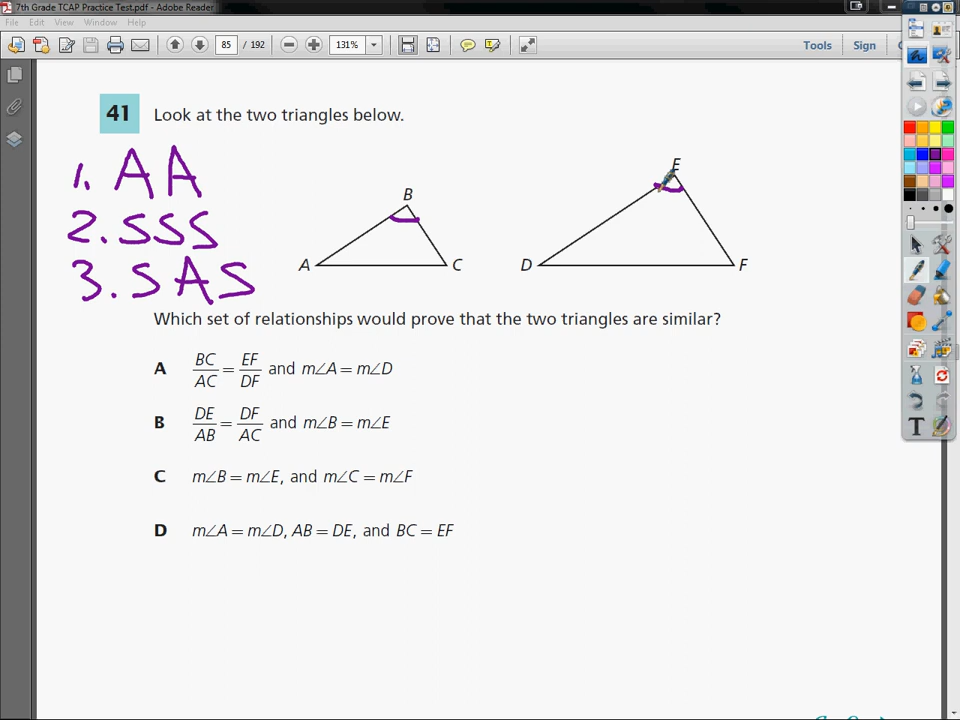 7th Grade TCAP Practice Test.pdf - Adobe Reader
File Edit View Window Help
85 / 192 131% Tools Sign
41 Look at the two triangles below.
1. AA
2. SSS
3. SAS
B
A C
E
D F
Which set of relationships would prove that the two triangles are similar?
A BC/AC = EF/DF and m∠A = m∠D
B DE/AB = DF/AC and m∠B = m∠E
C m∠B = m∠E, and m∠C = m∠F
D m∠A = m∠D, AB = DE, and BC = EF
T